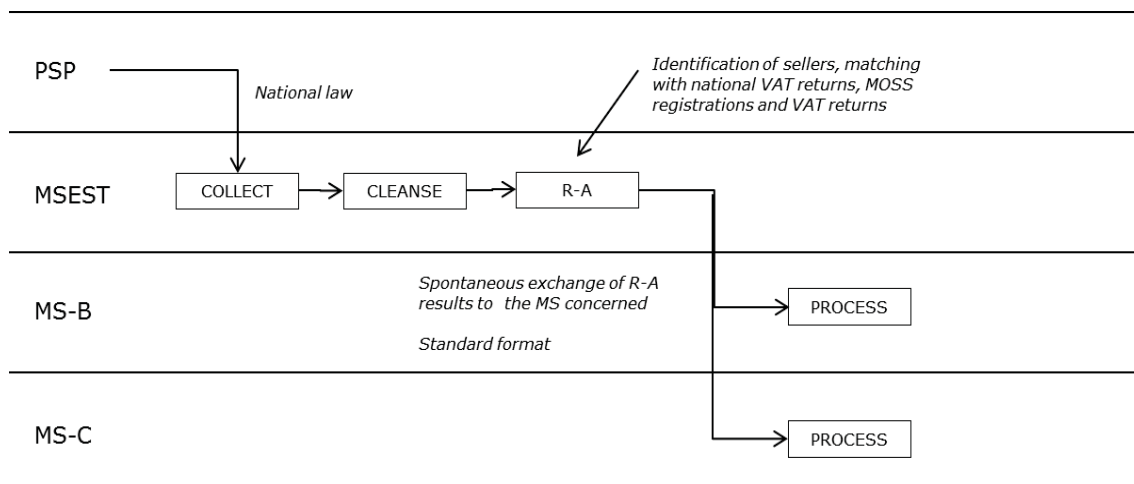 PSP
National law
Identification of sellers, matching
with national VAT returns, MOSS
registrations and VAT returns
MSEST
COLLECT
CLEANSE
R-A
MS-B
Spontaneous exchange of R-A
results to the MS concerned
Standard format
PROCESS
MS-C
PROCESS